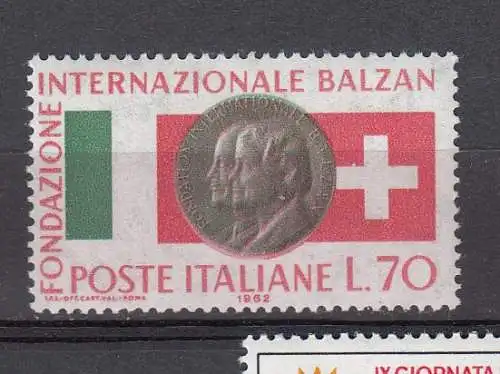 FONDAZIONE
INTERNAZIONALE BALZAN
POSTE ITALIANE L.70
1962
IX GIORNATA